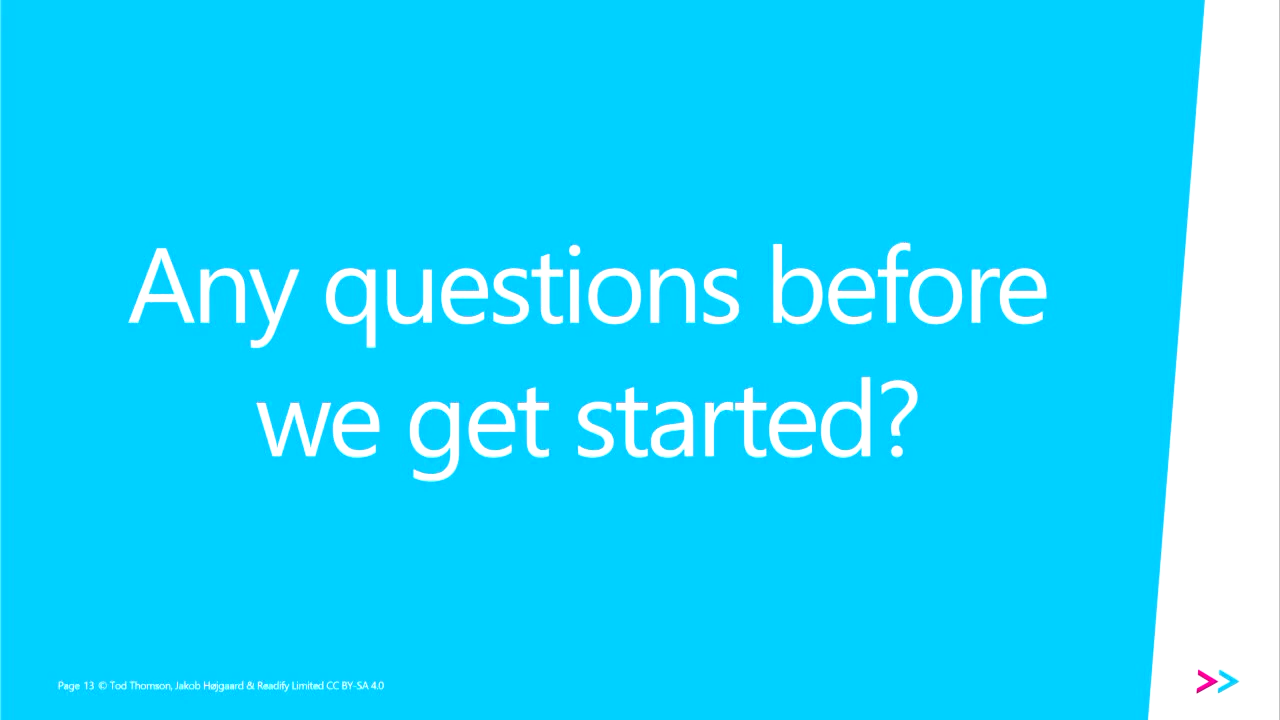 Any questions before
we get started?
Page 13 © Tod Thomson, Jakob Højgaard & Readify Limited CC BY-SA 4.0